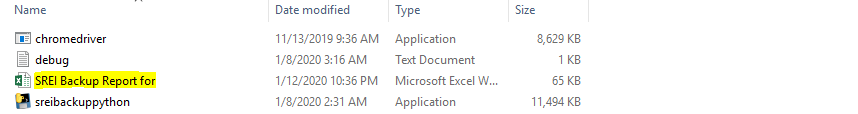 Name Date modified Type Size
chromedriver 11/13/2019 9:36 AM Application 8,629 KB
debug 1/8/2020 3:16 AM Text Document 1 KB
SREI Backup Report for 1/12/2020 10:36 PM Microsoft Excel W... 65 KB
sreibackuppython 1/8/2020 2:31 AM Application 11,494 KB